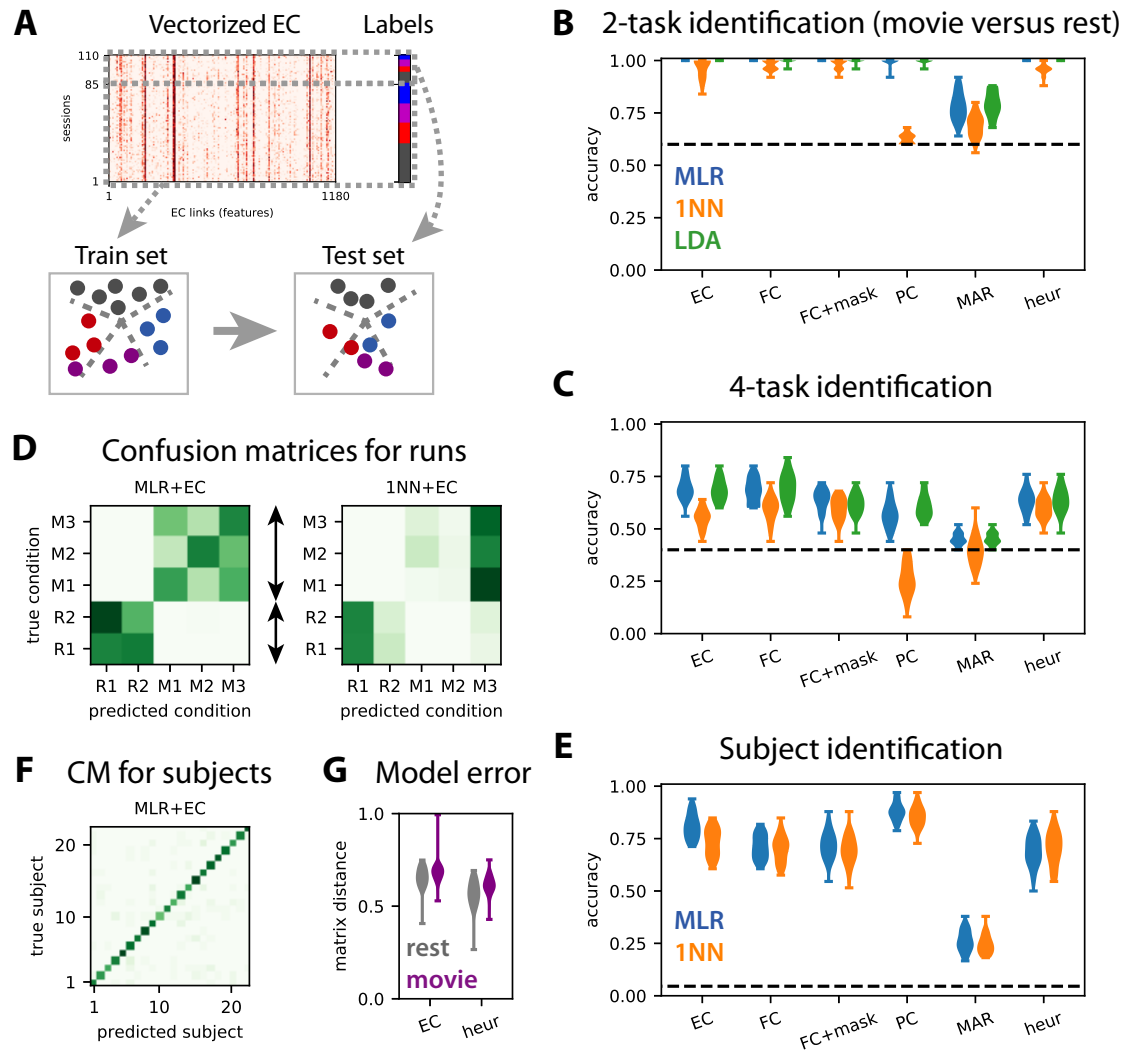 A
Vectorized EC
Labels
110
85
1
sessions
1
1180
EC links (features)
Train set
Test set
B
2-task identification (movie versus rest)
1.00
0.75
0.50
0.25
0.00
accuracy
MLR
1NN
LDA
EC
FC
FC+mask
PC
MAR
heur
C
4-task identification
1.00
0.75
0.50
0.25
0.00
accuracy
EC
FC
FC+mask
PC
MAR
heur
D
Confusion matrices for runs
MLR+EC
M3
M2
M1
R2
R1
true condition
R1 R2 M1 M2 M3
predicted condition
1NN+EC
M3
M2
M1
R2
R1
R1 R2 M1 M2 M3
predicted condition
E
Subject identification
1.00
0.75
0.50
0.25
0.00
accuracy
MLR
1NN
EC
FC
FC+mask
PC
MAR
heur
F
CM for subjects
MLR+EC
20
10
1
true subject
1 10 20
predicted subject
G
Model error
1.0
0.5
0.0
matrix distance
rest
movie
EC
heur